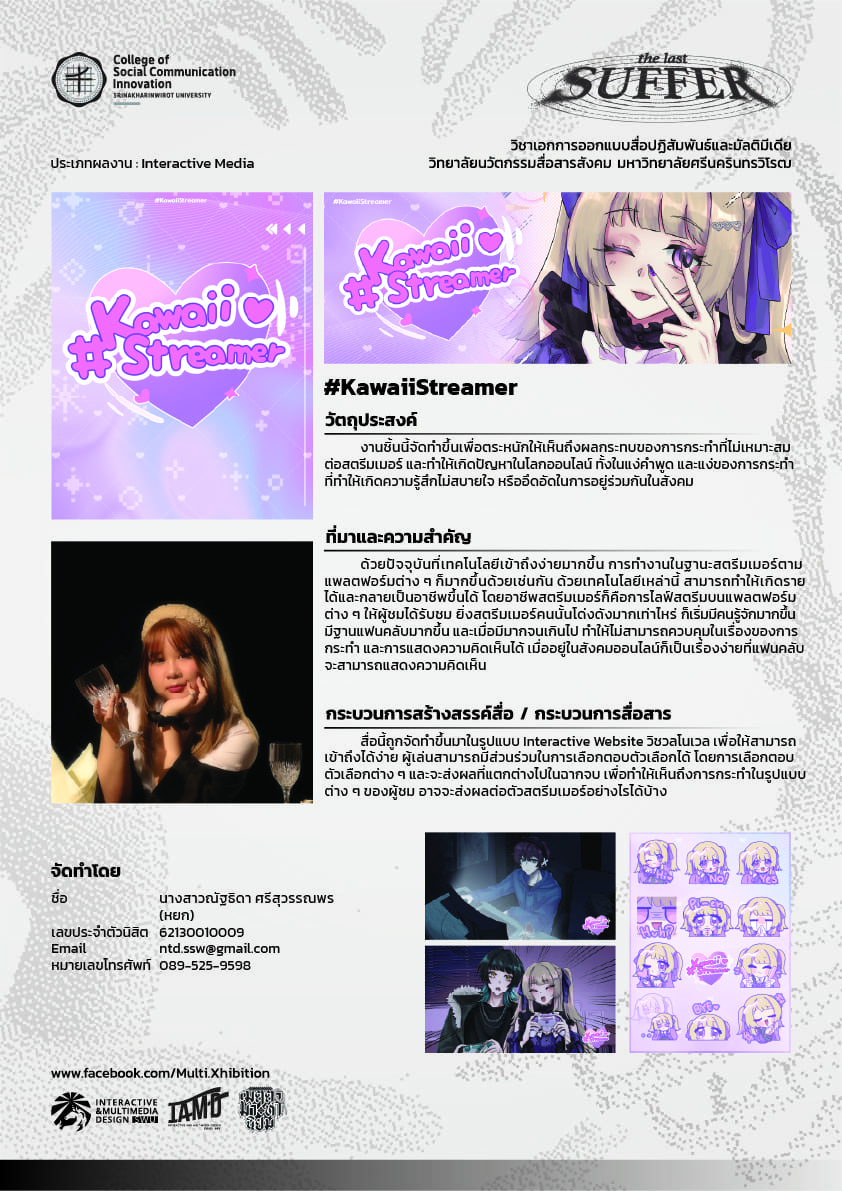 College of
Social Communication
Innovation
SRINAKHARINWIROT UNIVERSITY
the last
SUFFER
วิชาเอกการออกแบบสื่อปฏิสัมพันธ์และมัลติมีเดีย
วิทยาลัยนวัตกรรมสื่อสารสังคม มหาวิทยาลัยศรีนครินทรวิโรฒ
ประเภทผลงาน : Interactive Media
#KawaiiStreamer
Kawaii
#Streamer
#KawaiiStreamer
Kawaii
#Streamer
#KawaiiStreamer
วัตถุประสงค์
งานชิ้นนี้จัดทำขึ้นเพื่อตระหนักให้เห็นถึงผลกระทบของการกระทำที่ไม่เหมาะสม
ต่อสตรีมเมอร์ และทำให้เกิดปัญหาในโลกออนไลน์ ทั้งในแง่คำพูด และแง่ของการกระทำ
ที่ทำให้เกิดความรู้สึกไม่สบายใจ หรืออึดอัดในการอยู่ร่วมกันในสังคม
ที่มาและความสำคัญ
ด้วยปัจจุบันที่เทคโนโลยีเข้าถึงง่ายมากขึ้น การทำงานในฐานะสตรีมเมอร์ตาม
แพลตฟอร์มต่าง ๆ ก็มากขึ้นด้วยเช่นกัน ด้วยเทคโนโลยีเหล่านี้ สามารถทำให้เกิดราย
ได้และกลายเป็นอาชีพขึ้นได้ โดยอาชีพสตรีมเมอร์ก็คือการไลฟ์สตรีมบนแพลตฟอร์ม
ต่าง ๆ ให้ผู้ชมได้รับชม ยิ่งสตรีมเมอร์คนนั้นโด่งดังมากเท่าไหร่ ก็เริ่มมีคนรู้จักมากขึ้น
มีฐานแฟนคลับมากขึ้น และเมื่อมีมากจนเกินไป ทำให้ไม่สามารถควบคุมในเรื่องของการ
กระทำ และการแสดงความคิดเห็นได้ เมื่ออยู่ในสังคมออนไลน์ก็เป็นเรื่องง่ายที่แฟนคลับ
จะสามารถแสดงความคิดเห็น
กระบวนการสร้างสรรค์สื่อ / กระบวนการสื่อสาร
สื่อนี้ถูกจัดทำขึ้นมาในรูปแบบ Interactive Website วิชวลโนเวล เพื่อให้สามารถ
เข้าถึงได้ง่าย ผู้เล่นสามารถมีส่วนร่วมในการเลือกตอบตัวเลือกได้ โดยการเลือกตอบ
ตัวเลือกต่าง ๆ และจะส่งผลที่แตกต่างไปในฉากจบ เพื่อทำให้เห็นถึงการกระทำในรูปแบบ
ต่าง ๆ ของผู้ชม อาจจะส่งผลต่อตัวสตรีมเมอร์อย่างไรได้บ้าง
จัดทำโดย
ชื่อ นางสาวณัฐธิดา ศรีสุวรรณพร
(หยก)
เลขประจำตัวนิสิต 62130010009
Email ntd.ssw@gmail.com
หมายเลขโทรศัพท์ 089-525-9598
NO!
YES
Pi-en
Huh?
Kawaii
Streamer
BYE
www.facebook.com/Multi.Xhibition
INTERACTIVE
&MULTIMEDIA
DESIGN SWU
IAMD